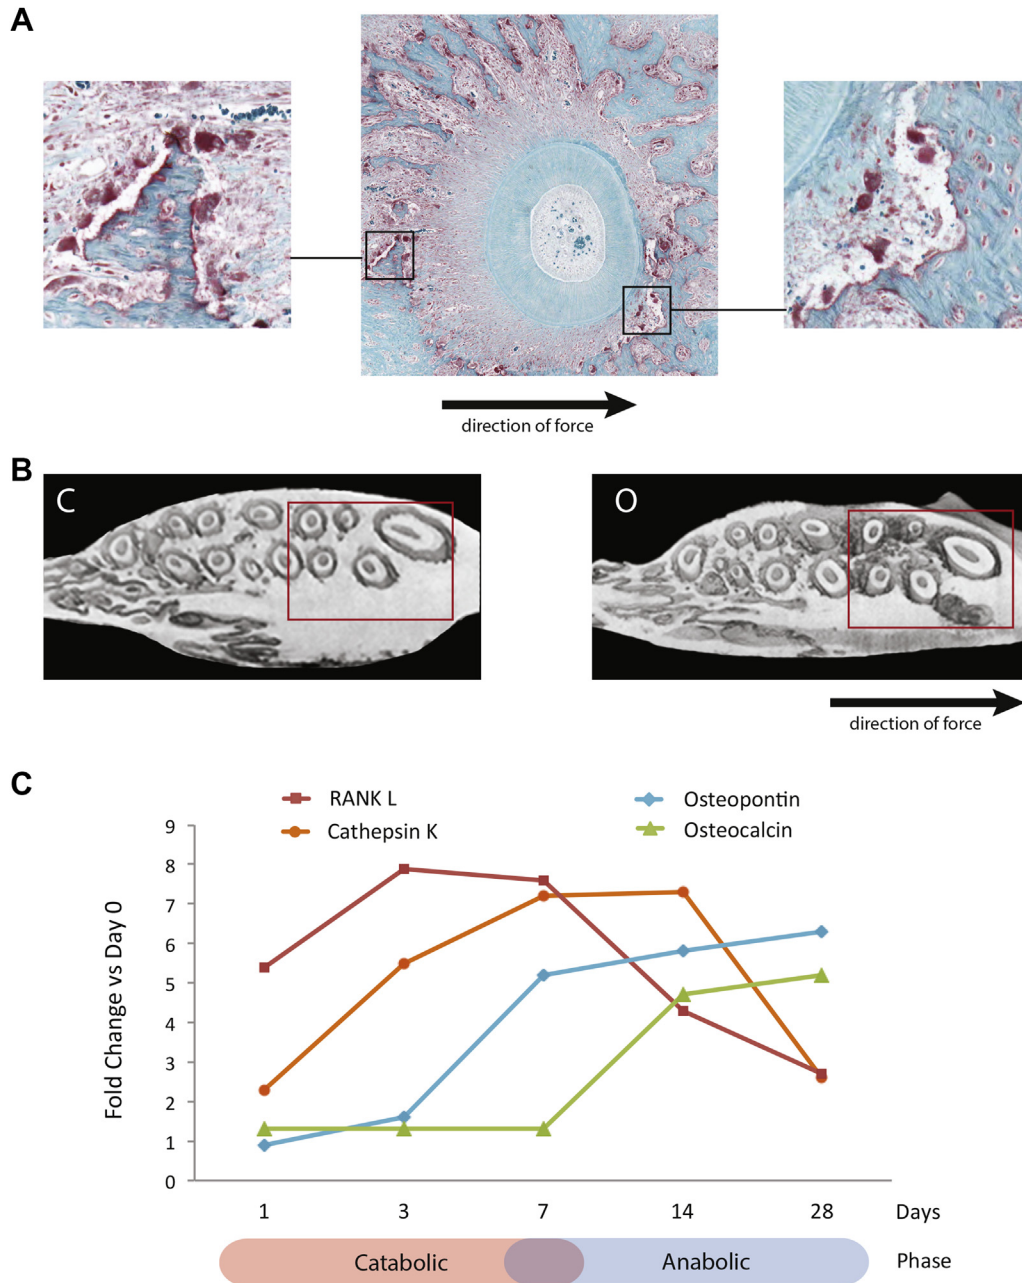 A
direction of force
B
C
O
direction of force
C
RANK L
Osteopontin
Cathepsin K
Osteocalcin
Fold Change vs Day 0
9
8
7
6
5
4
3
2
1
0
1 3 7 14 28 Days
Catabolic Anabolic Phase